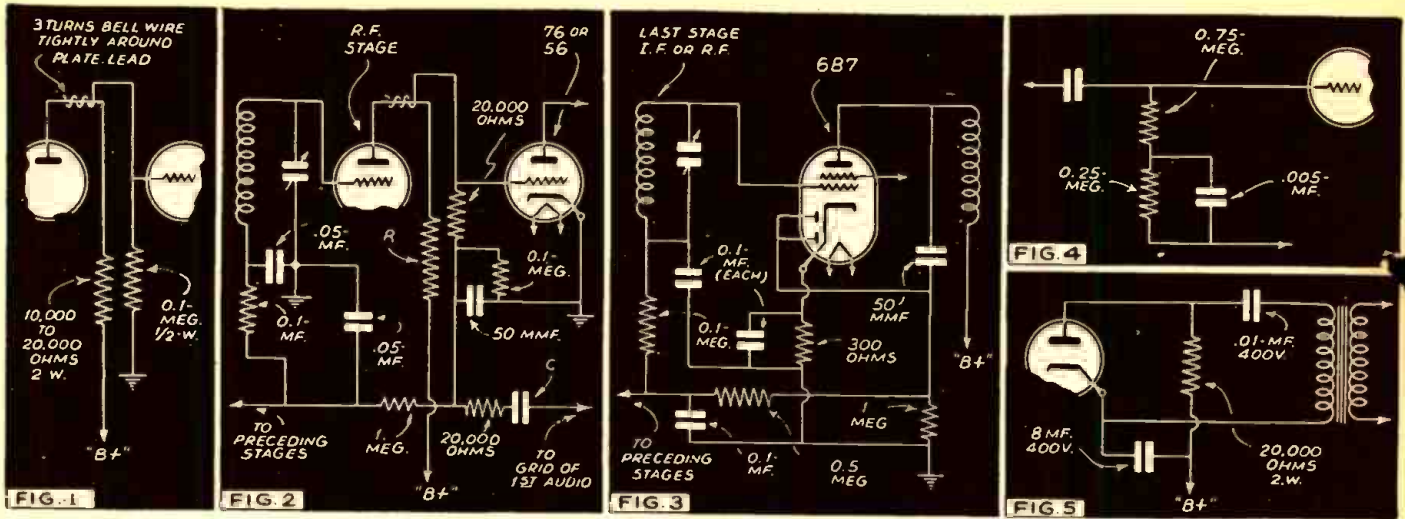 3 TURNS BELL WIRE
TIGHTLY AROUND
PLATE LEAD
10,000
TO
20,000
OHMS
2 W.
0.1-
MEG.
1/2-W.
"B+"
FIG. 1
R.F.
STAGE
76 OR
56
20,000
OHMS
.05-
MF.
R
0.1-
MEG.
0.1-
MF.
.05-
MF.
50 MMF.
C
TO
PRECEDING
STAGES
1.
MEG.
20,000
OHMS
"B+"
TO
GRID OF
1ST AUDIO
FIG. 2
LAST STAGE
I.F. OR R.F.
6B7
0.1-
MF.
(EACH)
0.1-
MEG.
50
MMF
300
OHMS
"B+"
TO
PRECEDING
STAGES
0.1-
MF.
0.5
MEG
1
MEG
FIG. 3
0.75-
MEG.
0.25-
MEG.
.005-
MF.
FIG. 4
.01-MF.
400V.
8 MF.
400V.
20,000
OHMS
2.W.
"B+"
FIG. 5